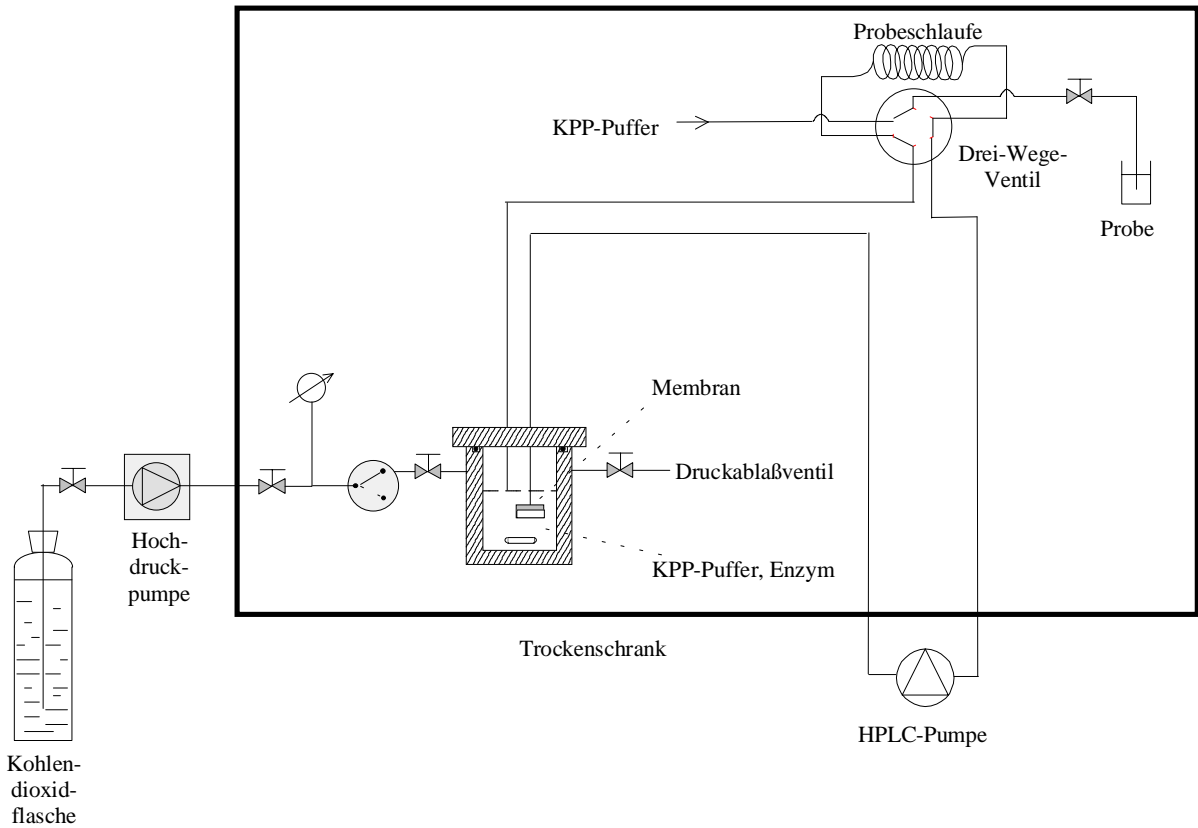 Probeschlaufe
KPP-Puffer
Drei-Wege-
Ventil
Probe
Membran
Druckablaßventil
Hoch-
druck-
pumpe
KPP-Puffer, Enzym
Trockenschrank
HPLC-Pumpe
Kohlen-
dioxid-
flasche